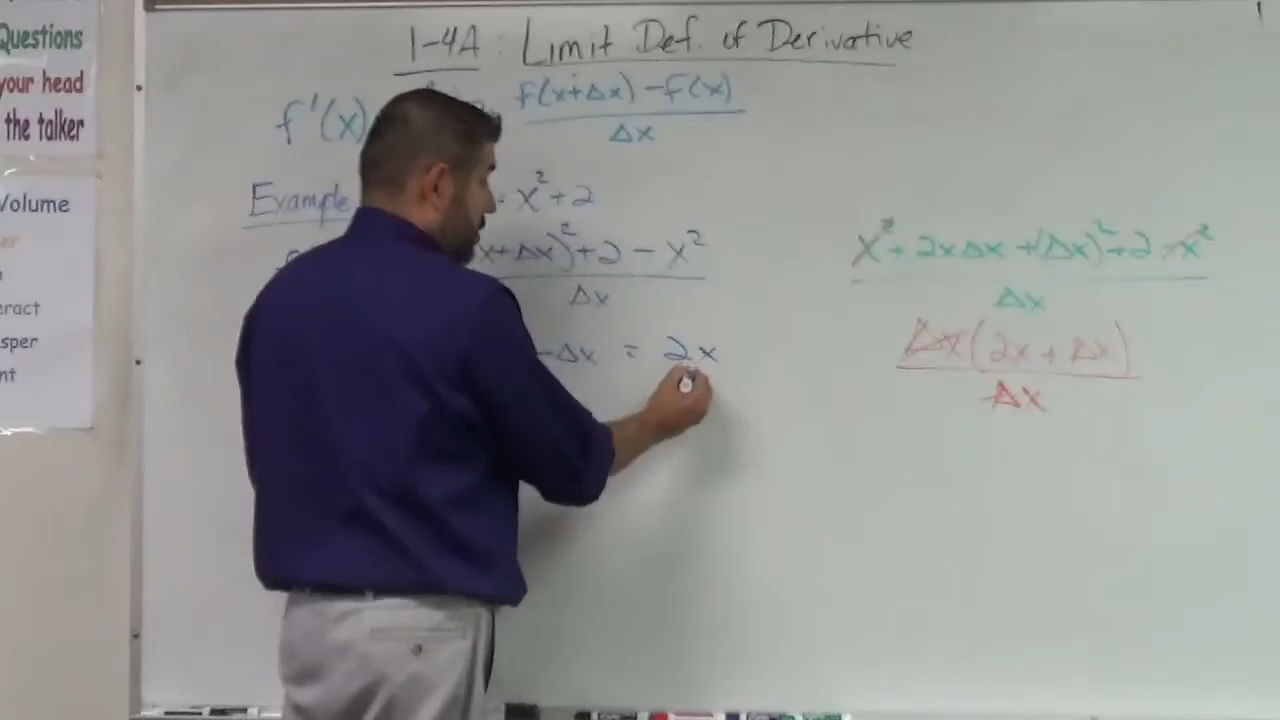 Questions
your head
the talker
Volume
eract
sper
nt
1-4A : Limit Def. of Derivative
f'(x) f(x+Δx) -f(x)
Δx
Example x²+2
x+Δx)²+2 - x²
Δx
Δx = 2x
x² + 2xΔx + (Δx)² + 2 - x²
Δx
Δx(2x + Δx)
Δx